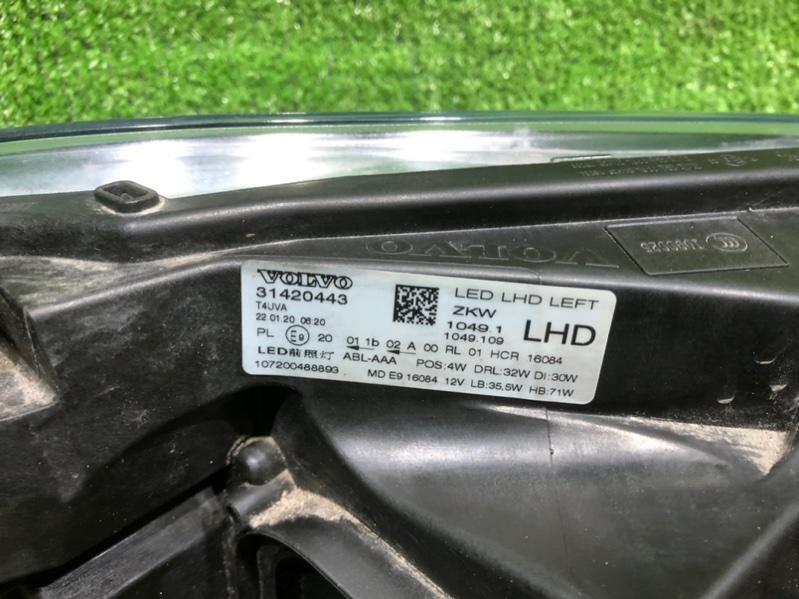 VOLVO
1000026
VOLVO
31420443
T4UVA
22 01.20 06:20
LED LHD LEFT
ZKW
1049.1
1049.109
LHD
PL E9 20 01 1b 02 A 00 RL 01 HCR 16084
LED前照灯 ABL-AAA POS:4W DRL:32W DI:30W
107200488893 MD E9 16084 12V LB:35,5W HB:71W